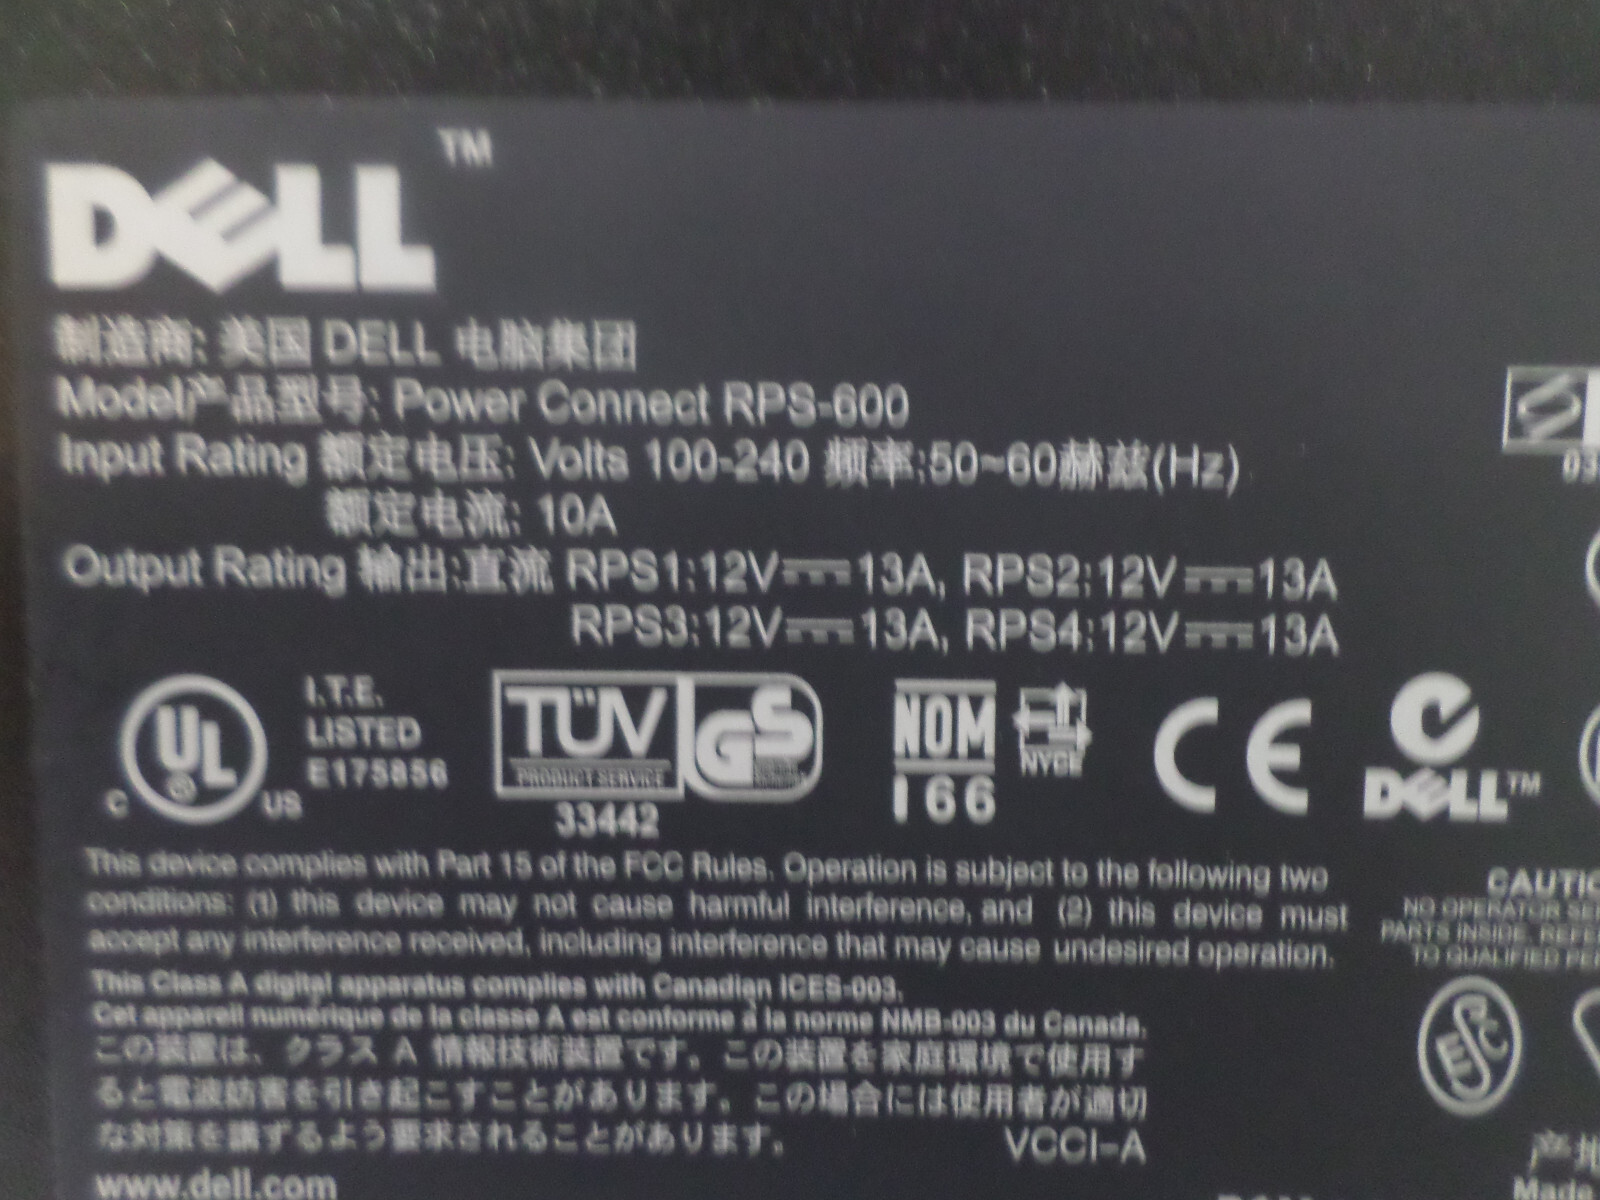 DELL™
制造商: 美国 DELL 电脑集团
Model产品型号: Power Connect RPS-600
Input Rating 额定电压: Volts 100-240 频率:50~60赫兹(Hz)
额定电流: 10A
Output Rating 输出:直流 RPS1:12V⎓13A, RPS2:12V⎓13A
RPS3:12V⎓13A, RPS4:12V⎓13A
C UL US
I.T.E.
LISTED
E175856
TÜV
PRODUCT SERVICE
GS
33442
NOM
166
NYCE
CE
DELL™
03
This device complies with Part 15 of the FCC Rules. Operation is subject to the following two
conditions: (1) this device may not cause harmful interference, and (2) this device must
accept any interference received, including interference that may cause undesired operation.
This Class A digital apparatus complies with Canadian ICES-003.
Cet appareil numérique de la classe A est conforme à la norme NMB-003 du Canada.
この装置は、クラス A 情報技術装置です。この装置を家庭環境で使用す
ると電波妨害を引き起こすことがあります。この場合には使用者が適切
な対策を講ずるよう要求されることがあります。 VCCI-A
www.dell.com
CAUTIO
NO OPERATOR SE
PARTS INSIDE. REFE
TO QUALIFIED PE
产地
Made